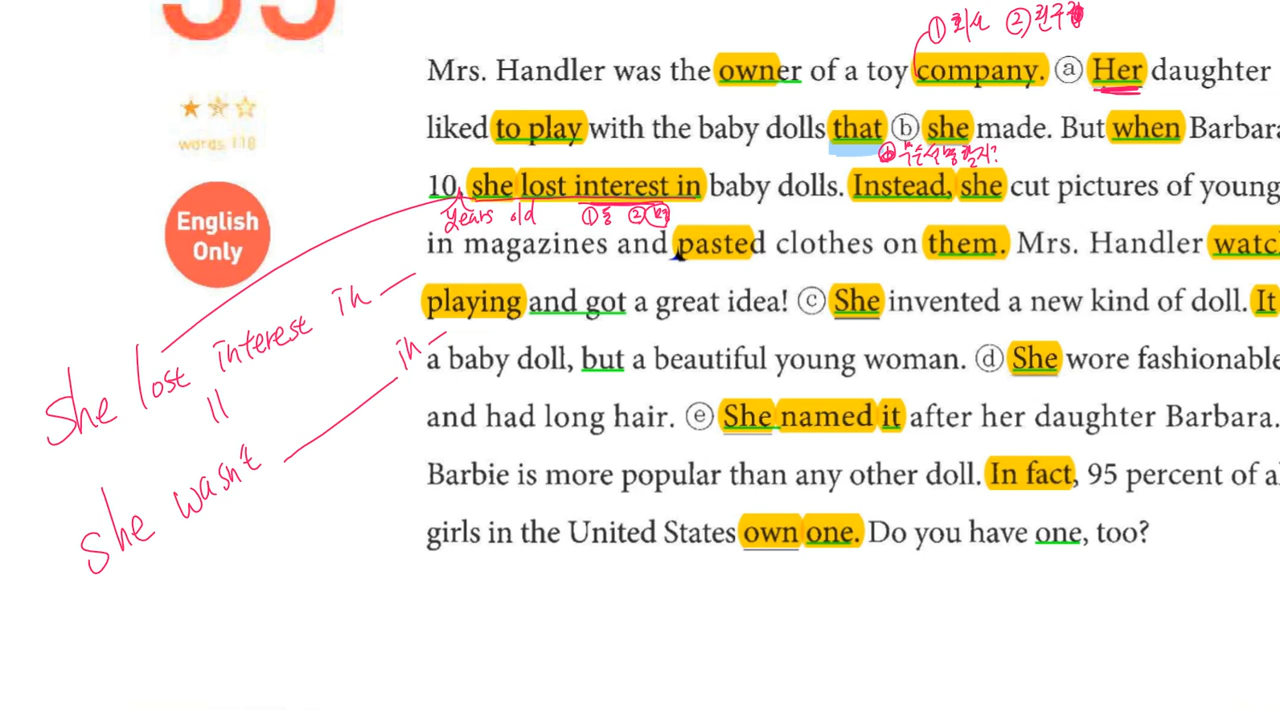 ① 회사 ② 친구
Mrs. Handler was the owner of a toy company. ⓐ Her daughter
liked to play with the baby dolls that ⓑ she made. But when Barbar
10, she lost interest in baby dolls. Instead, she cut pictures of young
years old ① ②
in magazines and pasted clothes on them. Mrs. Handler watc
playing and got a great idea! ⓒ She invented a new kind of doll. It
a baby doll, but a beautiful young woman. ⓓ She wore fashionable
and had long hair. ⓔ She named it after her daughter Barbara.
Barbie is more popular than any other doll. In fact, 95 percent of a
girls in the United States own one. Do you have one, too?
words 118
English
Only
She lost interest in
She wasn't in